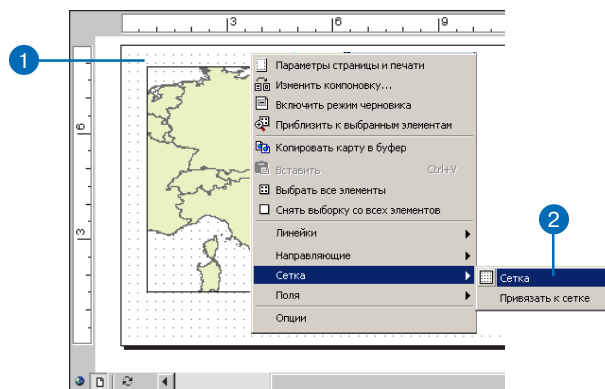 3 6 9
1
Параметры страницы и печати
Изменить компоновку...
Включить режим черновика
Приблизить к выбранным элементам
Копировать карту в буфер
Вставить Ctrl+V
Выбрать все элементы
Снять выборку со всех элементов
Линейки
Направляющие
Сетка
Поля
Опции
2
Сетка
Привязать к сетке
6
3